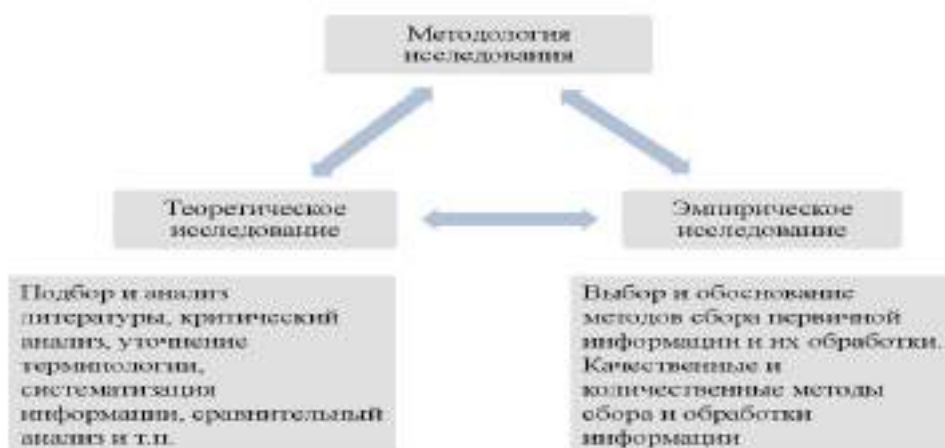 Методология
исследования
Теоретическое
исследование
Эмпирическое
исследование
Подбор и анализ
литературы, критический
анализ, уточнение
терминологии,
систематизация
информации, сравнительный
анализ и т.п.
Выбор и обоснование
методов сбора первичной
информации и их обработки.
Качественные и
количественные методы
сбора и обработки
информации